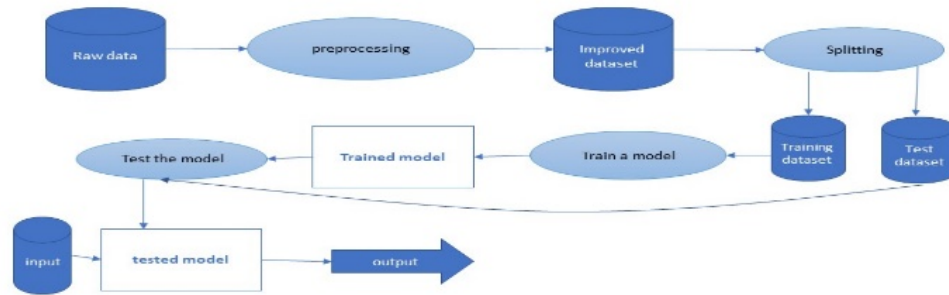 Raw data
preprocessing
Improved
dataset
Splitting
Test the model
Trained model
Train a model
Training
dataset
Test
dataset
input
tested model
output